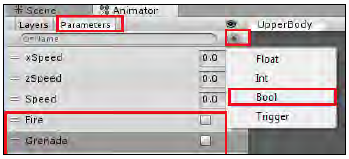 Scene Animator
Layers Parameters UpperBody
Name
xSpeed 0.0 Float
zSpeed 0.0 Int
Speed 0.0 Bool
Fire Trigger
Grenade